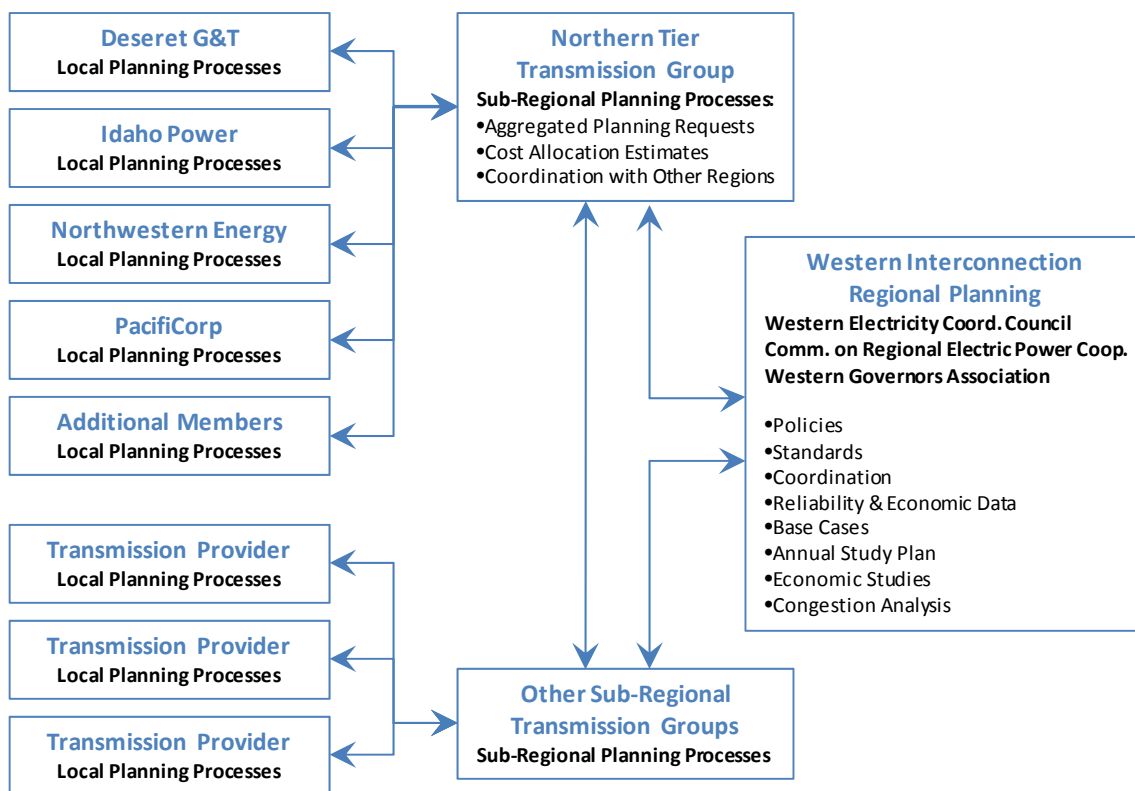 Deseret G&T
Local Planning Processes
Idaho Power
Local Planning Processes
Northwestern Energy
Local Planning Processes
PacifiCorp
Local Planning Processes
Additional Members
Local Planning Processes
Transmission Provider
Local Planning Processes
Transmission Provider
Local Planning Processes
Transmission Provider
Local Planning Processes
Northern Tier
Transmission Group
Sub-Regional Planning Processes:
•Aggregated Planning Requests
•Cost Allocation Estimates
•Coordination with Other Regions
Other Sub-Regional
Transmission Groups
Sub-Regional Planning Processes
Western Interconnection
Regional Planning
Western Electricity Coord. Council
Comm. on Regional Electric Power Coop.
Western Governors Association
•Policies
•Standards
•Coordination
•Reliability & Economic Data
•Base Cases
•Annual Study Plan
•Economic Studies
•Congestion Analysis